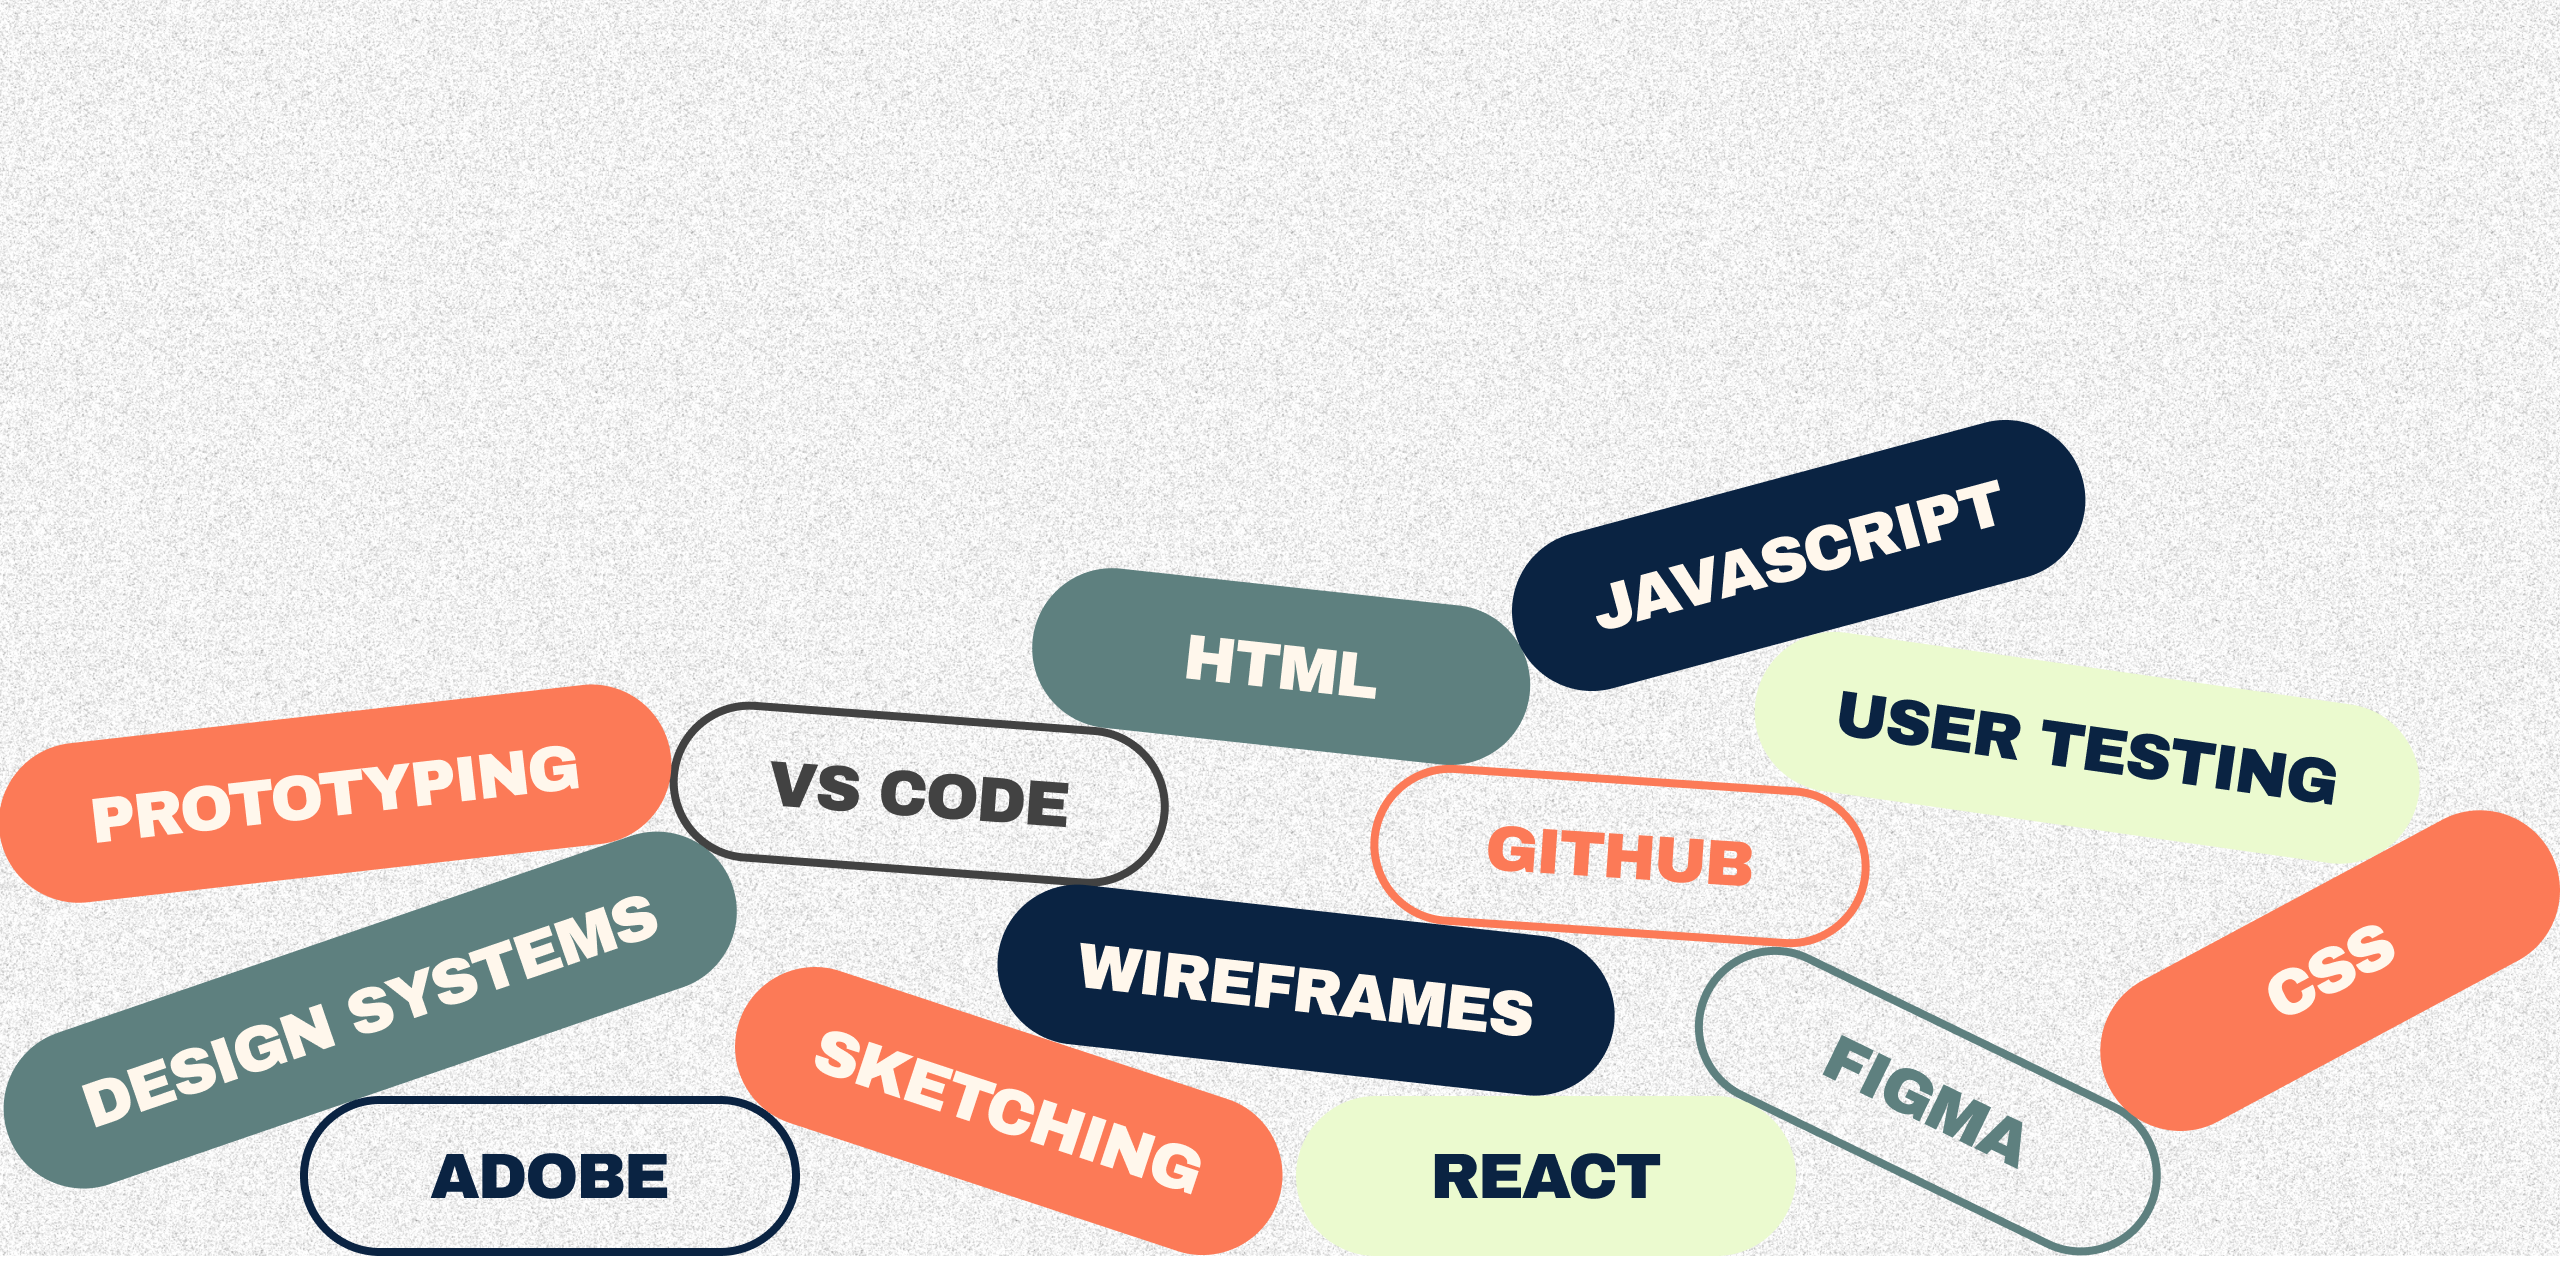 JAVASCRIPT
HTML
USER TESTING
PROTOTYPING
VS CODE
GITHUB
CSS
DESIGN SYSTEMS
WIREFRAMES
SKETCHING
FIGMA
ADOBE
REACT